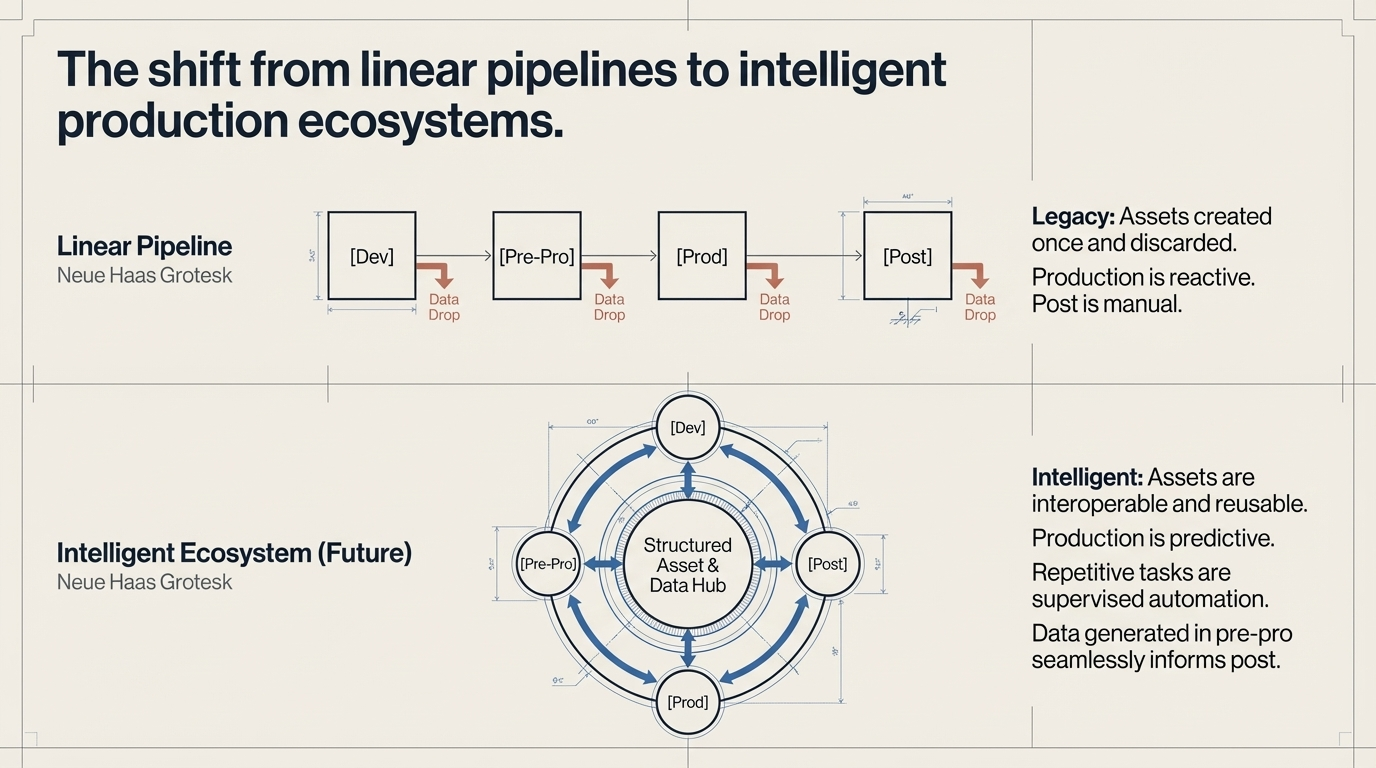 The shift from linear pipelines to intelligent
production ecosystems.
Linear Pipeline
Neue Haas Grotesk
[Dev]
[Pre-Pro]
[Prod]
[Post]
Data
Drop
Data
Drop
Data
Drop
Data
Drop
Legacy: Assets created
once and discarded.
Production is reactive.
Post is manual.
Intelligent Ecosystem (Future)
Neue Haas Grotesk
[Dev]
[Pre-Pro]
Structured
Asset &
Data Hub
[Post]
[Prod]
Intelligent: Assets are
interoperable and reusable.
Production is predictive.
Repetitive tasks are
supervised automation.
Data generated in pre-pro
seamlessly informs post.